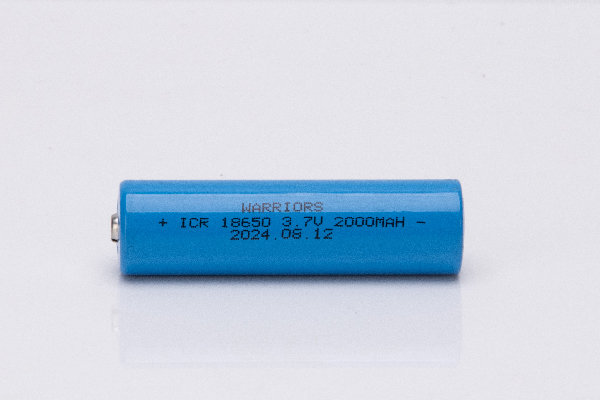 WARRIORS
+ ICR 18650 3.7V 2000MAH -
2024.08.12